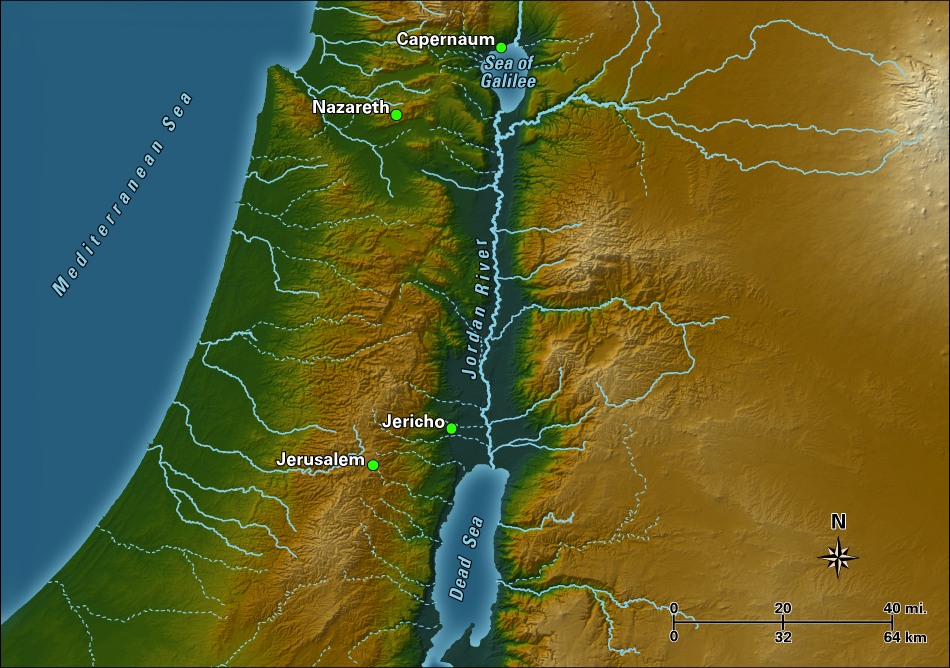 Capernaum
Sea of
Galilee
Nazareth
Mediterranean Sea
Jordan River
Jericho
Jerusalem
Dead Sea
N
0 20 40 mi.
0 32 64 km